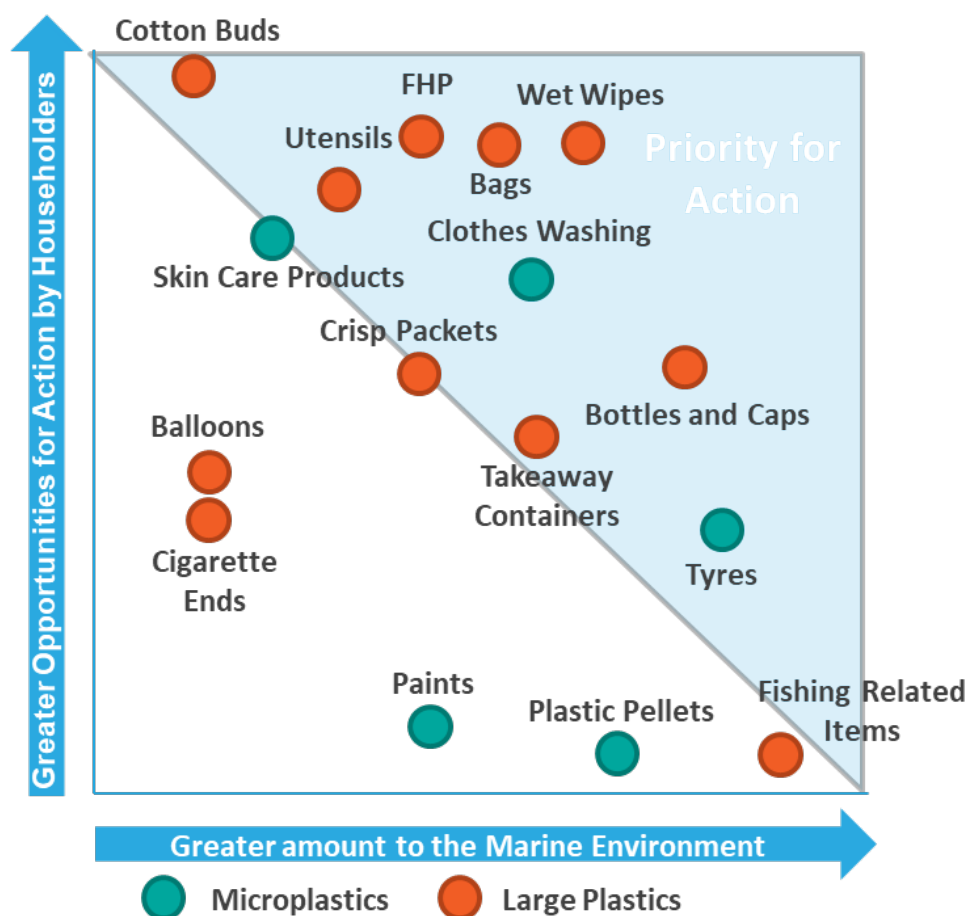 Greater Opportunities for Action by Householders
Cotton Buds
FHP
Wet Wipes
Utensils
Bags
Priority for
Action
Clothes Washing
Skin Care Products
Crisp Packets
Bottles and Caps
Balloons
Takeaway
Containers
Cigarette
Ends
Tyres
Paints
Plastic Pellets
Fishing Related
Items
Greater amount to the Marine Environment
Microplastics
Large Plastics